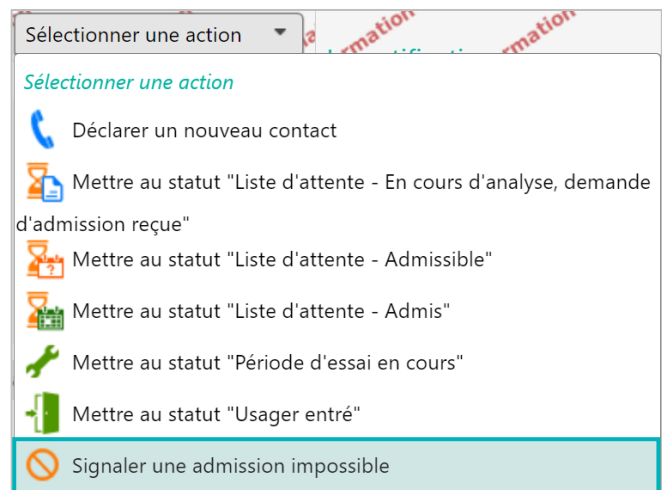 Sélectionner une action
mation
rmation
Sélectionner une action
Déclarer un nouveau contact
Mettre au statut "Liste d'attente - En cours d'analyse, demande
d'admission reçue"
Mettre au statut "Liste d'attente - Admissible"
Mettre au statut "Liste d'attente - Admis"
Mettre au statut "Période d'essai en cours"
Mettre au statut "Usager entré"
Signaler une admission impossible